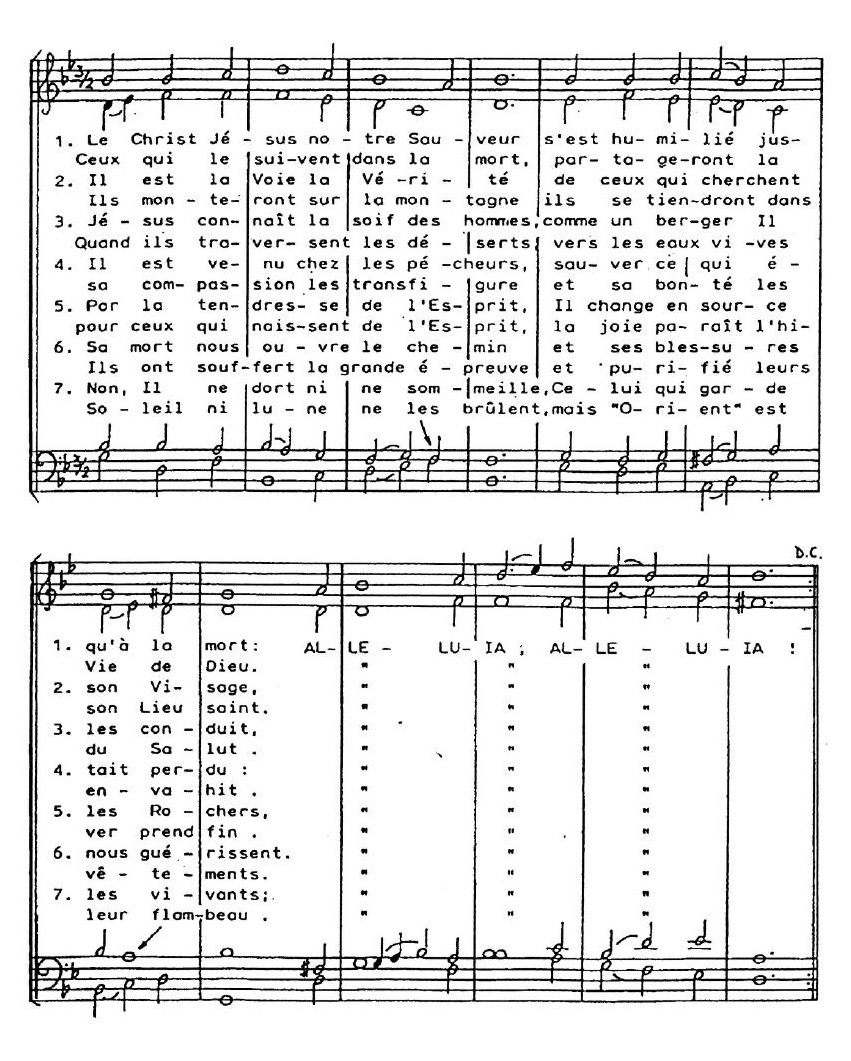 3/2
1. Le Christ Jé - sus no - tre Sau - veur s'est hu- mi- lié jus-
Ceux qui le sui-vent dans la mort, par- ta- ge-ront la
2. Il est la Voie la Vé -ri - té de ceux qui cherchent
Ils mon - te- ront sur la mon - tagne ils se tien-dront dans
3. Jé - sus con- naît la soif des hommes, comme un ber-ger Il
Quand ils tra- ver- sent les dé - serts, vers les eaux vi -ves
4. Il est ve- nu chez les pé -cheurs, sau- ver ce qui é -
sa com- pas- sion les transfi - gure et sa bon- té les
5. Par la ten- dres- se de l'Es- prit, Il change en sour- ce
pour ceux qui nais-sent de l'Es- prit, la joie pa- raît l'hi-
6. Sa mort nous ou - vre le che - min et ses bles-su - res
Ils ont souf-fert la grande é - preuve et pu- ri- fié leurs
7. Non, Il ne dort ni ne som - meille, Ce - lui qui gar - de
So - leil ni lu - ne ne les brûlent, mais "O- ri- ent" est
3/2
D.C.
1. qu'à la mort: AL- LE - LU- IA ; AL- LE - LU - IA !
Vie de Dieu. " " "
2. son Vi- sage, " " "
son Lieu saint. " " "
3. les con - duit, " " "
du Sa - lut . " " "
4. tait per- du : " " "
en - va - hit . " " "
5. les Ro - chers, " " "
ver prend fin . " " "
6. nous gué - rissent. " " "
vê - te - ments. " " "
7. les vi - vants; " " "
leur flam-beau . " " "